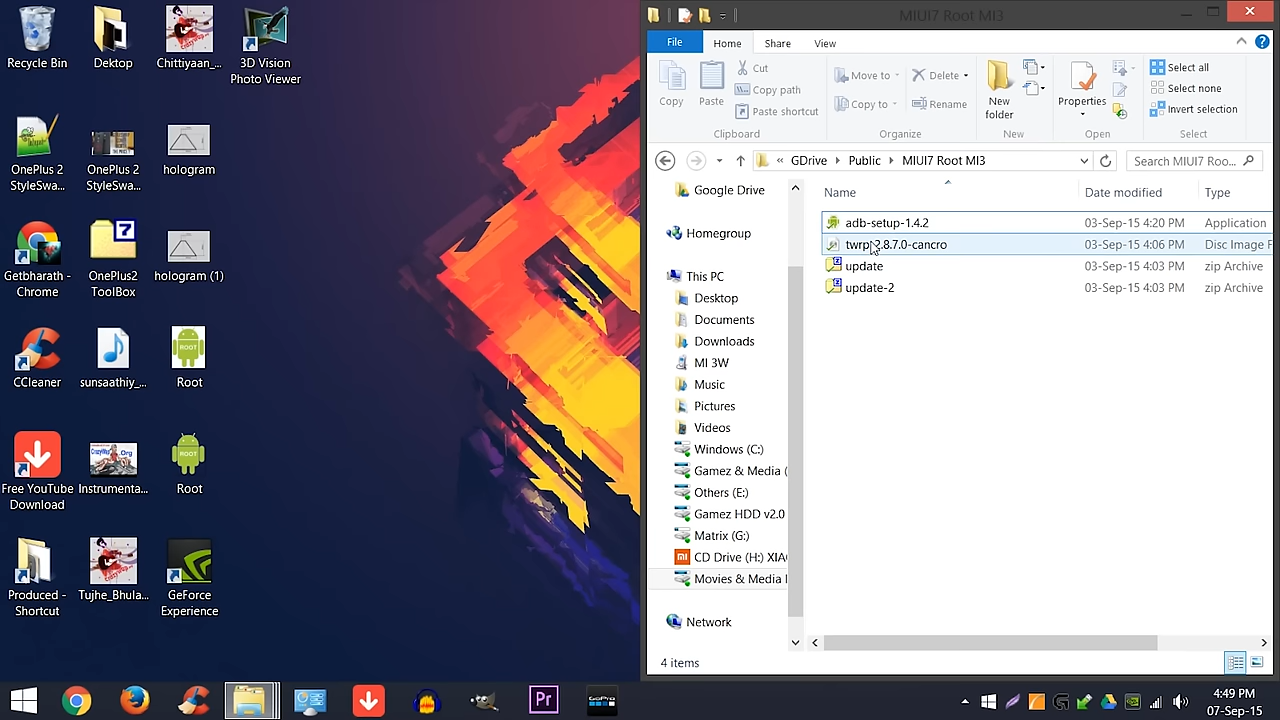 Recycle Bin
Dektop
Chittiyaan_...
3D Vision
Photo Viewer
OnePlus 2
StyleSwa...
OnePlus 2
StyleSwa...
hologram
Getbharath -
Chrome
OnePlus2
ToolBox
7
hologram (1)
CCleaner
sunsaathiy_...
ROOT
Root
Free YouTube
Download
Instrumenta...
ROOT
Root
Produced -
Shortcut
Tujhe_Bhula...
GeForce
Experience
MIUI7 Root MI3
File
Home
Share
View
Copy
Paste
Cut
Copy path
Paste shortcut
Clipboard
Move to
Copy to
Delete
Rename
Organize
New
folder
New
Properties
Open
Select all
Select none
Invert selection
Select
« GDrive
Public
MIUI7 Root MI3
Search MIUI7 Roo...
Google Drive
Homegroup
This PC
Desktop
Documents
Downloads
MI 3W
Music
Pictures
Videos
Windows (C:)
Gamez & Media (
Others (E:)
Gamez HDD v2.0
Matrix (G:)
CD Drive (H:) XIA
Movies & Media
Network
Name
Date modified
Type
adb-setup-1.4.2
03-Sep-15 4:20 PM
Application
03-Sep-15 4:06 PM
Disc Image F
update
03-Sep-15 4:03 PM
zip Archive
update-2
03-Sep-15 4:03 PM
zip Archive
4 items
Pr
GoPro
4:49 PM
07-Sep-15